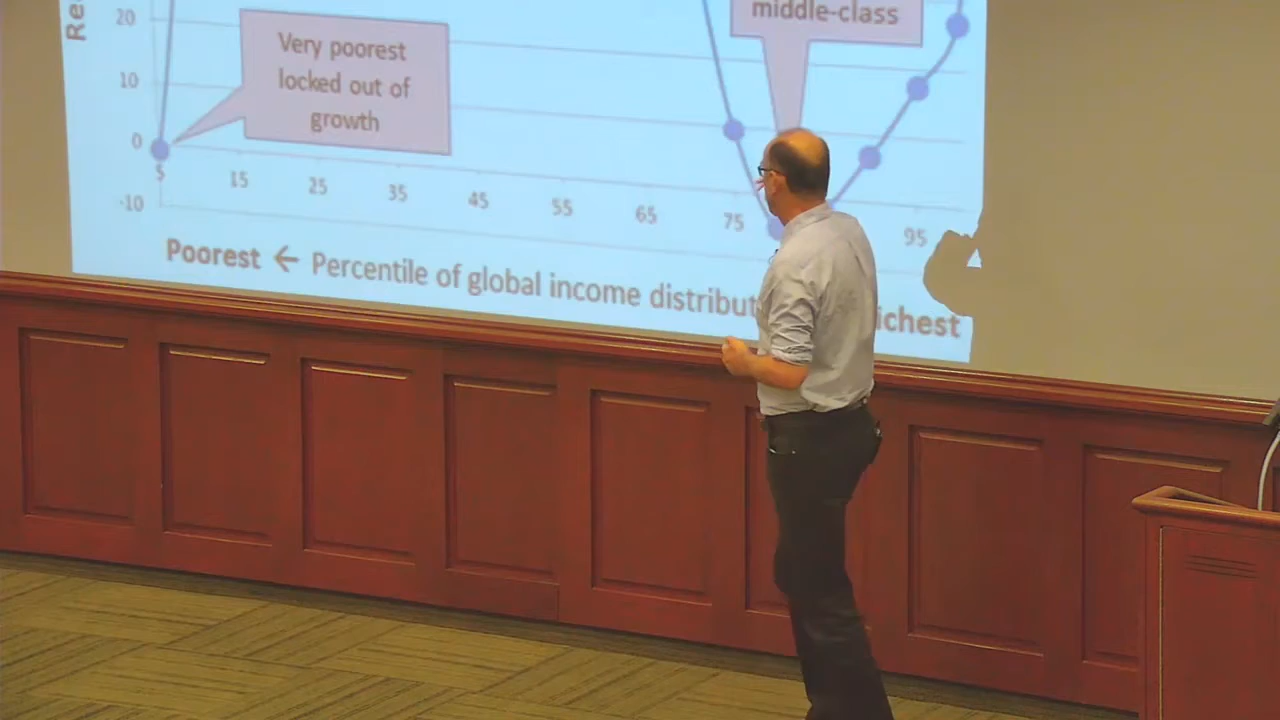 Re
20
10
0
-10
Very poorest
locked out of
growth
middle-class
$
15
25
35
45
55
65
75
95
Poorest ← Percentile of global income distribut ichest